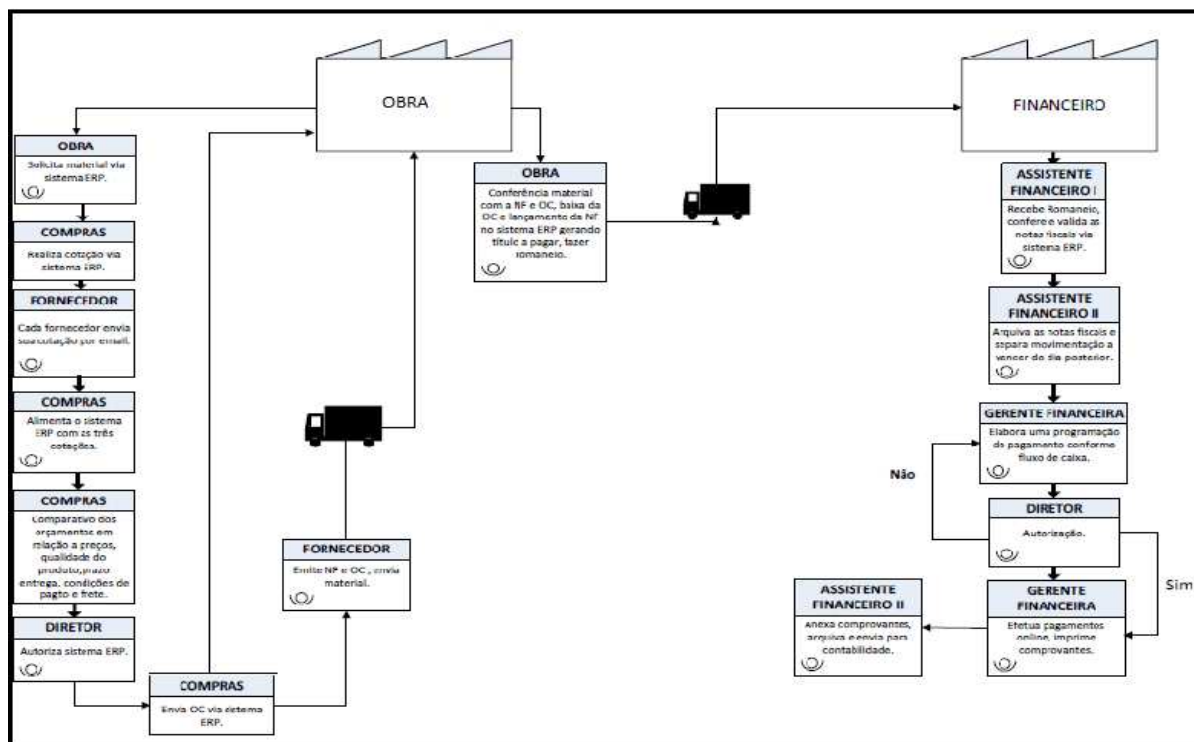 OBRA
FINANCEIRO
OBRA
Solicita material via
sistema ERP.
COMPRAS
Realiza cotação via
sistema ERP.
FORNECEDOR
Cada fornecedor envia
sua cotação por email.
COMPRAS
Alimenta o sistema
ERP com as três
cotações.
COMPRAS
Comparativo dos
orçamentos em
relação a preços,
qualidade do
produto,prazo
entrega, condições de
pagto e frete.
DIRETOR
Autoriza sistema ERP.
COMPRAS
Envia OC via sistema
ERP.
FORNECEDOR
Emite NF e OC , envia
material.
OBRA
Conferência material
com a NF e OC, baixa da
OC e lançamento da NF
no sistema ERP gerando
título a pagar, fazer
romaneio.
ASSISTENTE
FINANCEIRO I
Recebe Romaneio,
confere e valida as
notas fiscais via
sistema ERP.
ASSISTENTE
FINANCEIRO II
Arquiva as notas fiscais e
separa movimentação a
vencer do dia posterior.
GERENTE FINANCEIRA
Elabora uma programação
de pagamento conforme
fluxo de caixa.
Não
DIRETOR
Autorização.
Sim
GERENTE
FINANCEIRA
Efetua pagamentos
online, imprime
comprovantes.
ASSISTENTE
FINANCEIRO II
Anexa comprovantes,
arquiva e envia para
contabilidade.